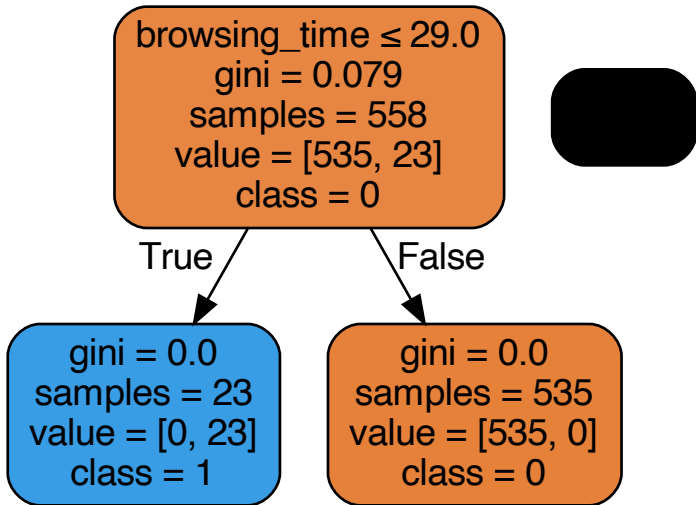 browsing_time ≤ 29.0
gini = 0.079
samples = 558
value = [535, 23]
class = 0
True
False
gini = 0.0
samples = 23
value = [0, 23]
class = 1
gini = 0.0
samples = 535
value = [535, 0]
class = 0